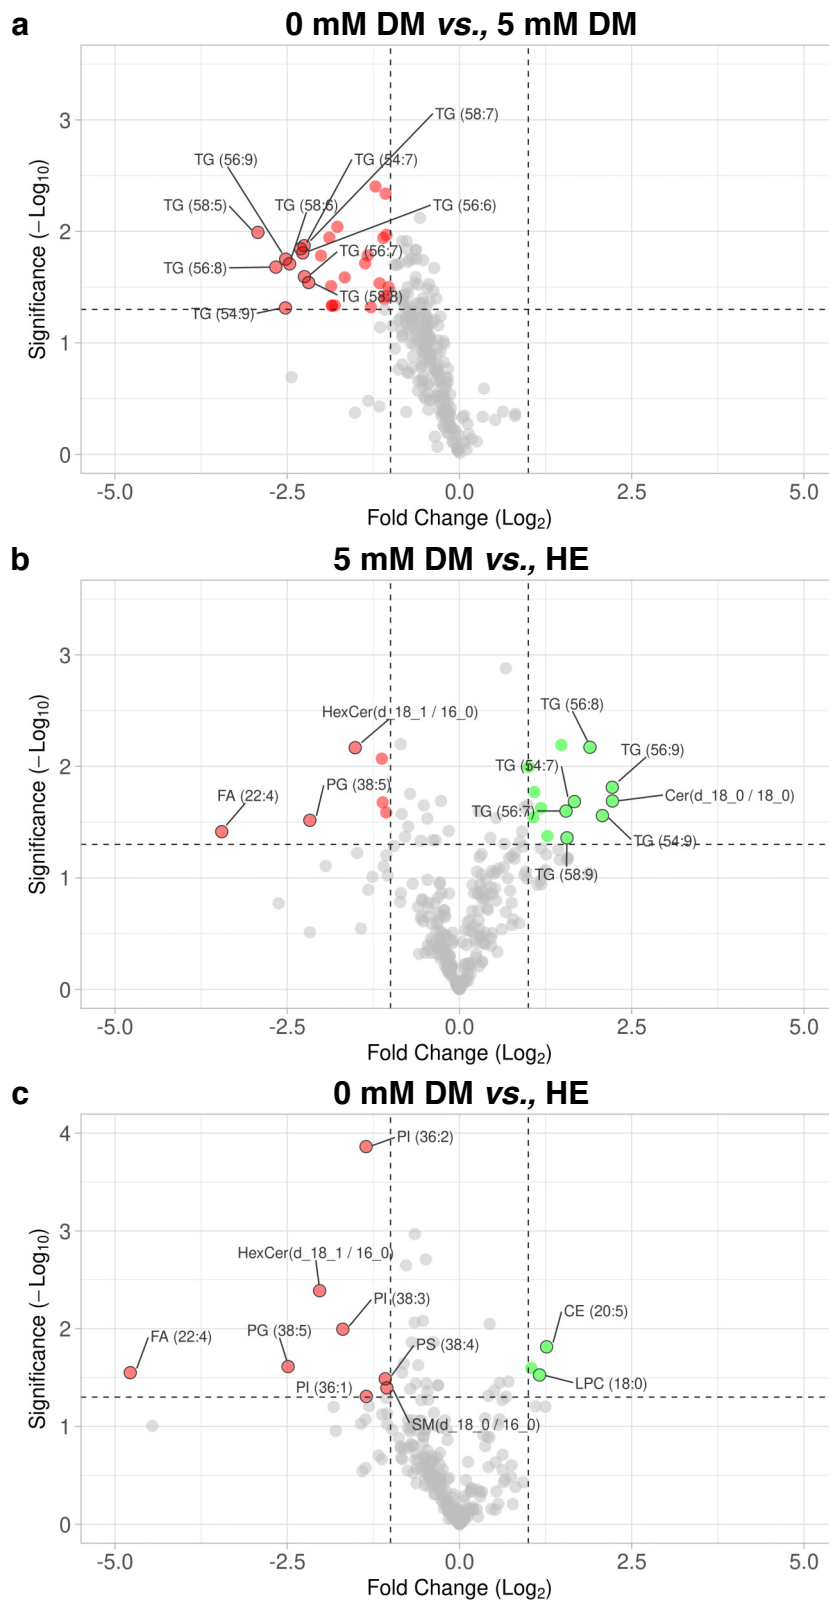 a
0 mM DM vs., 5 mM DM
Significance (−Log10)
3
2
1
0
TG (58:7)
TG (56:9)
TG (54:7)
TG (58:5)
TG (58:6)
TG (56:6)
TG (56:7)
TG (56:8)
TG (58:8)
TG (54:9)
-5.0 -2.5 0.0 2.5 5.0
Fold Change (Log2)
b
5 mM DM vs., HE
Significance (−Log10)
3
2
1
0
TG (56:8)
HexCer(d_18_1 / 16_0)
TG (56:9)
TG (54:7)
FA (22:4)
PG (38:5)
Cer(d_18_0 / 18_0)
TG (56:7)
TG (54:9)
TG (58:9)
-5.0 -2.5 0.0 2.5 5.0
Fold Change (Log2)
c
0 mM DM vs., HE
Significance (−Log10)
4
3
2
1
0
PI (36:2)
HexCer(d_18_1 / 16_0)
PI (38:3)
CE (20:5)
FA (22:4)
PG (38:5)
PS (38:4)
PI (36:1)
LPC (18:0)
SM(d_18_0 / 16_0)
-5.0 -2.5 0.0 2.5 5.0
Fold Change (Log2)